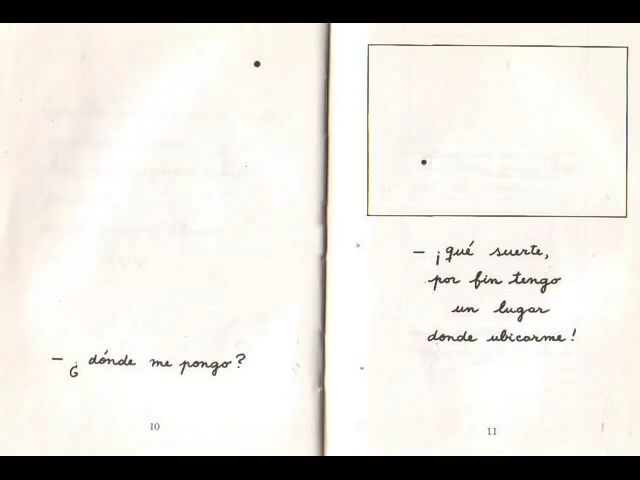 – ¿dónde me pongo?
10
– ¡qué suerte,
por fin tengo
un lugar
donde ubicarme!
11